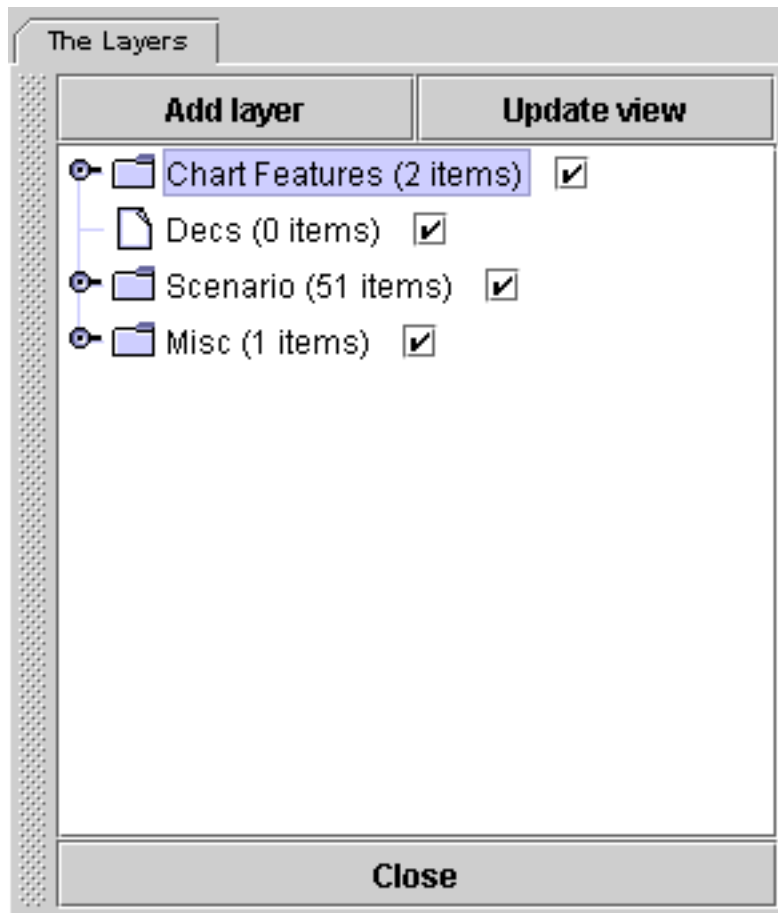 The Layers
Add layer Update view
Chart Features (2 items)
Decs (0 items)
Scenario (51 items)
Misc (1 items)
Close